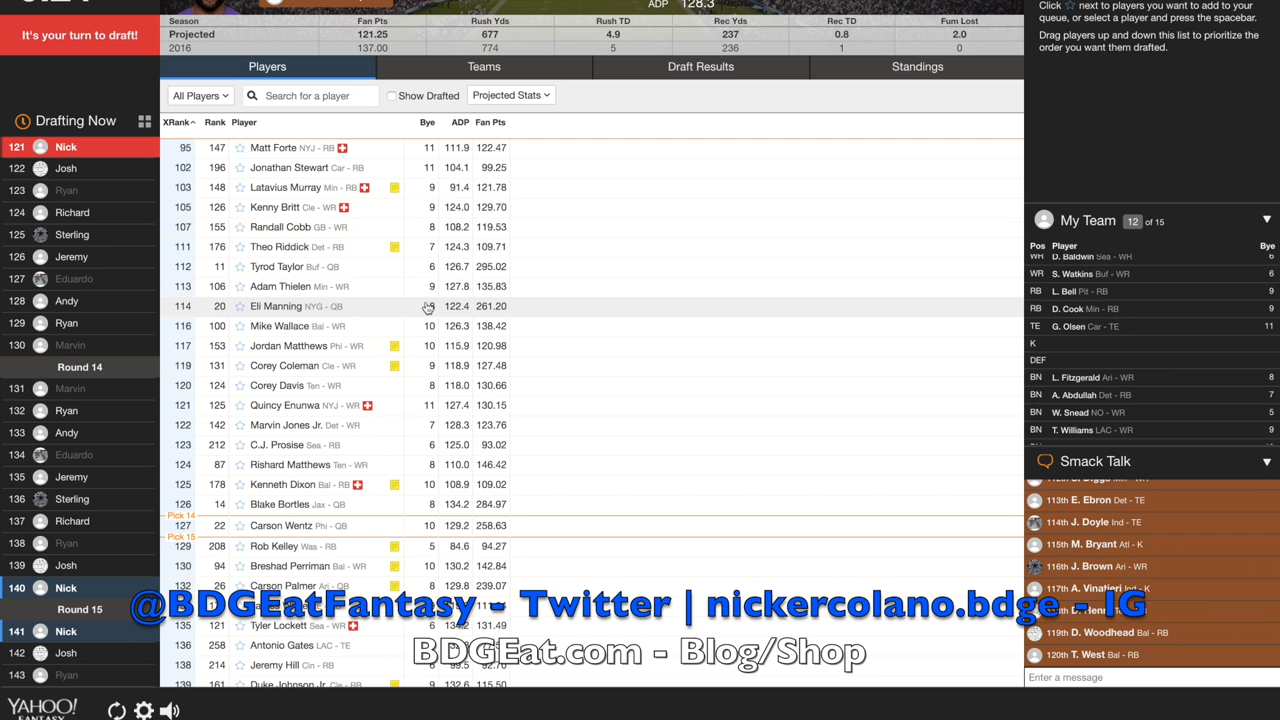 ADP 128.3
It's your turn to draft!
Season Fan Pts Rush Yds Rush TD Rec Yds Rec TD Fum Lost
Projected 121.25 677 4.9 237 0.8 2.0
2016 137.00 774 5 236 1 0
Players Teams Draft Results Standings
All Players Search for a player Show Drafted Projected Stats
XRank Rank Player Bye ADP Fan Pts
95 147 Matt Forte NYJ - RB 11 111.9 122.47
102 196 Jonathan Stewart Car - RB 11 104.1 99.25
103 148 Latavius Murray Min - RB 9 91.4 121.78
105 126 Kenny Britt Cle - WR 9 124.0 129.70
107 155 Randall Cobb GB - WR 8 108.2 119.53
111 176 Theo Riddick Det - RB 7 124.3 109.71
112 11 Tyrod Taylor Buf - QB 6 126.7 295.02
113 106 Adam Thielen Min - WR 9 127.8 135.83
114 20 Eli Manning NYG - QB 122.4 261.20
116 100 Mike Wallace Bal - WR 10 126.3 138.42
117 153 Jordan Matthews Phi - WR 10 115.9 120.98
119 131 Corey Coleman Cle - WR 9 118.9 127.48
120 124 Corey Davis Ten - WR 8 118.0 130.66
121 125 Quincy Enunwa NYJ - WR 11 127.4 130.15
122 142 Marvin Jones Jr. Det - WR 7 128.3 123.76
123 212 C.J. Prosise Sea - RB 6 125.0 93.02
124 87 Rishard Matthews Ten - WR 8 110.0 146.42
125 178 Kenneth Dixon Bal - RB 10 108.9 109.02
126 14 Blake Bortles Jax - QB 8 134.2 284.97
Pick 14
127 22 Carson Wentz Phi - QB 10 129.2 258.63
Pick 15
129 208 Rob Kelley Was - RB 5 84.6 94.27
130 94 Breshad Perriman Bal - WR 10 130.2 142.84
132 26 Carson Palmer Ari - QB 8 129.8 239.07
135 121 Tyler Lockett Sea - WR 131.49
136 258 Antonio Gates LAC - TE
138 214 Jeremy Hill Cin - RB
139 161 Duke Johnson Jr. Cle - RB 9 132.6 115.50
Drafting Now
121 Nick
122 Josh
123 Ryan
124 Richard
125 Sterling
126 Jeremy
127 Eduardo
128 Andy
129 Ryan
130 Marvin
Round 14
131 Marvin
132 Ryan
133 Andy
134 Eduardo
135 Jeremy
136 Sterling
137 Richard
138 Ryan
139 Josh
140 Nick
Round 15
141 Nick
142 Josh
143 Ryan
YAHOO!
FANTASY
Click next to players you want to add to your
queue, or select a player and press the spacebar.
Drag players up and down this list to prioritize the
order you want them drafted.
My Team 12 of 15
Pos Player Bye
WR D. Baldwin Sea - WR 6
WR S. Watkins Buf - WR 6
RB L. Bell Pit - RB 9
RB D. Cook Min - RB 9
TE G. Olsen Car - TE 11
K
DEF
BN L. Fitzgerald Ari - WR 8
BN A. Abdullah Det - RB 7
BN W. Snead NO - WR 5
BN T. Williams LAC - WR 9
Smack Talk
112th S. Diggs Min - WR
113th E. Ebron Det - TE
114th J. Doyle Ind - TE
115th M. Bryant Atl - K
116th J. Brown Ari - WR
117th A. Vinatieri Ind - K
119th D. Woodhead Bal - RB
120th T. West Bal - RB
Enter a message
@BDGEatFantasy - Twitter | nickercolano.bdge - IG
BDGEat.com - Blog/Shop